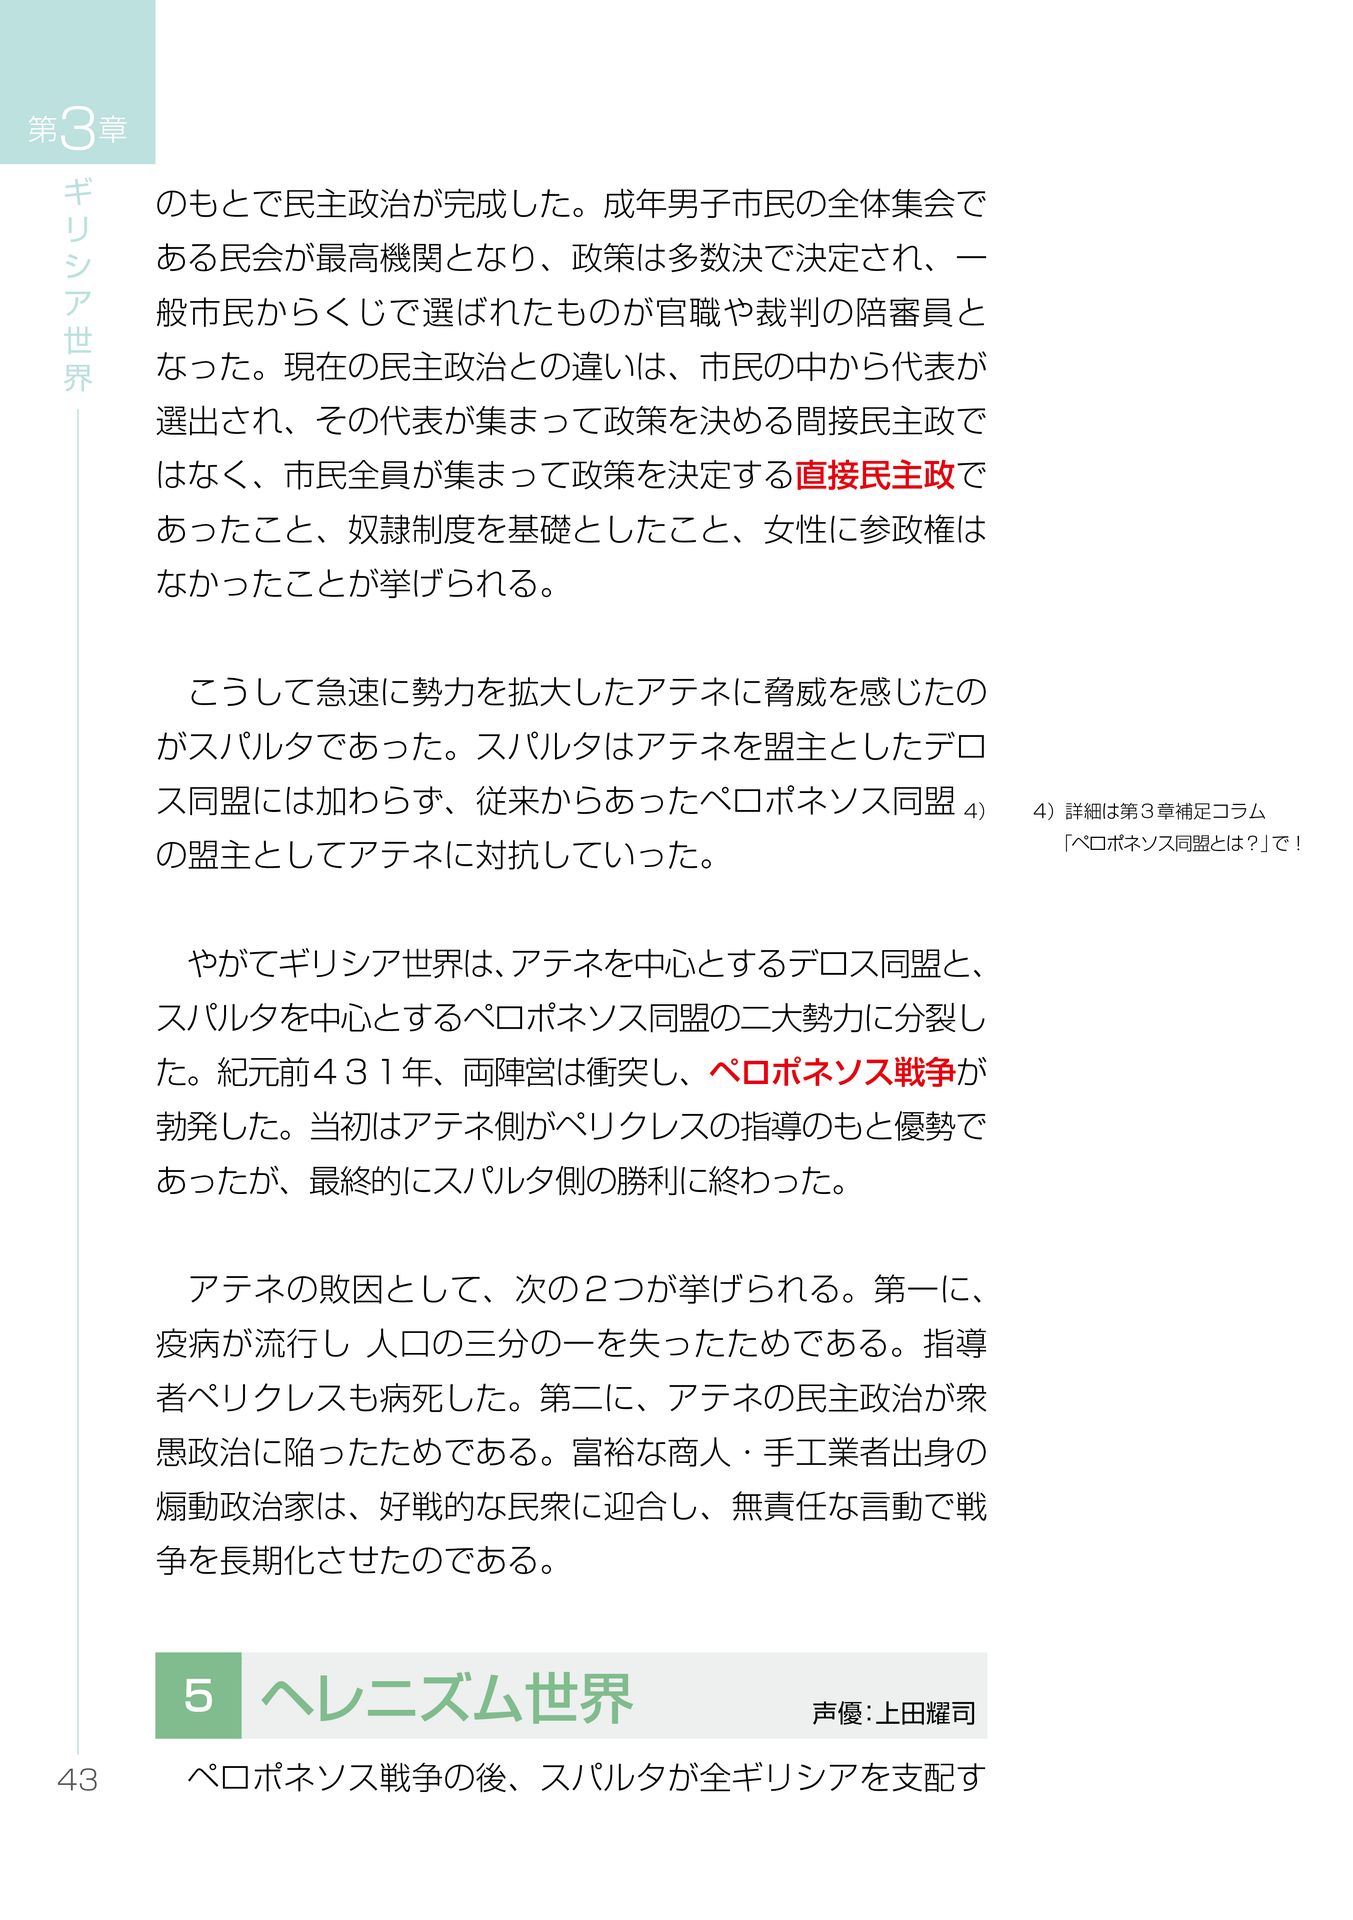 第3章
ギリシア世界
のもとで民主政治が完成した。成年男子市民の全体集会で
ある民会が最高機関となり、政策は多数決で決定され、一
般市民からくじで選ばれたものが官職や裁判の陪審員と
なった。現在の民主政治との違いは、市民の中から代表が
選出され、その代表が集まって政策を決める間接民主政で
はなく、市民全員が集まって政策を決定する直接民主政で
あったこと、奴隷制度を基礎としたこと、女性に参政権は
なかったことが挙げられる。
こうして急速に勢力を拡大したアテネに脅威を感じたの
がスパルタであった。スパルタはアテネを盟主としたデロ
ス同盟には加わらず、従来からあったペロポネソス同盟 4)
の盟主としてアテネに対抗していった。
4) 詳細は第3章補足コラム
「ペロポネソス同盟とは？」で！
やがてギリシア世界は、アテネを中心とするデロス同盟と、
スパルタを中心とするペロポネソス同盟の二大勢力に分裂し
た。紀元前４３１年、両陣営は衝突し、ペロポネソス戦争が
勃発した。当初はアテネ側がペリクレスの指導のもと優勢で
あったが、最終的にスパルタ側の勝利に終わった。
アテネの敗因として、次の２つが挙げられる。第一に、
疫病が流行し 人口の三分の一を失ったためである。指導
者ペリクレスも病死した。第二に、アテネの民主政治が衆
愚政治に陥ったためである。富裕な商人・手工業者出身の
煽動政治家は、好戦的な民衆に迎合し、無責任な言動で戦
争を長期化させたのである。
5 ヘレニズム世界 声優：上田耀司
ペロポネソス戦争の後、スパルタが全ギリシアを支配す
43